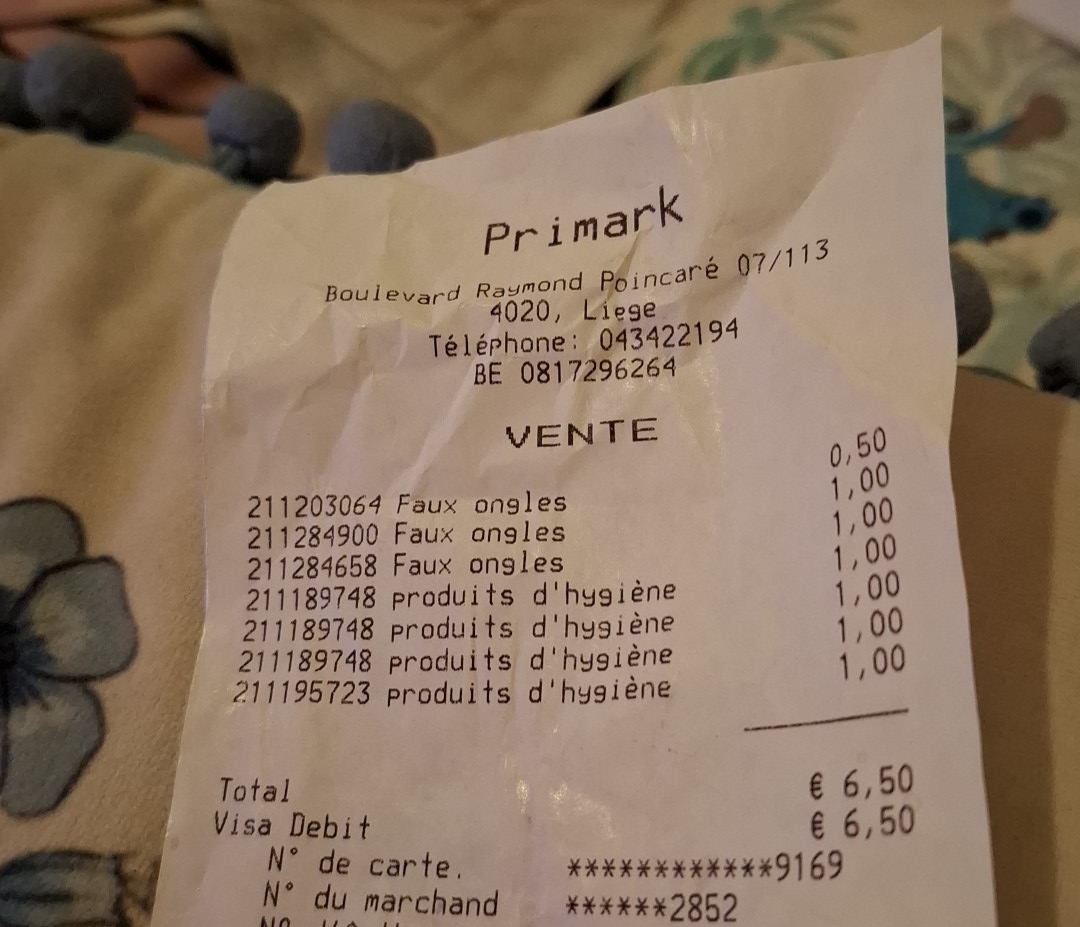 Primark
Boulevard Raymond Poincaré 07/113
4020, Liege
Téléphone: 043422194
BE 0817296264
VENTE
211203064 Faux ongles 0,50
211284900 Faux ongles 1,00
211284658 Faux ongles 1,00
211189748 produits d'hygiène 1,00
211189748 produits d'hygiène 1,00
211189748 produits d'hygiène 1,00
211195723 produits d'hygiène 1,00
Total € 6,50
Visa Debit € 6,50
N° de carte. ************9169
N° du marchand ******2852